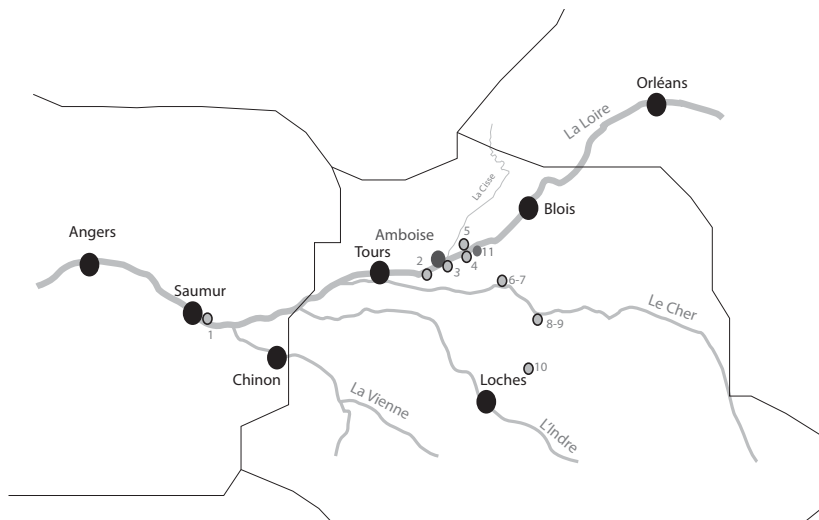 Orléans
La Loire
La Cisse
Blois
Angers
Amboise
5
11
Tours
2
3
4
Saumur
6-7
1
8-9
Le Cher
Chinon
10
Loches
La Vienne
L'Indre